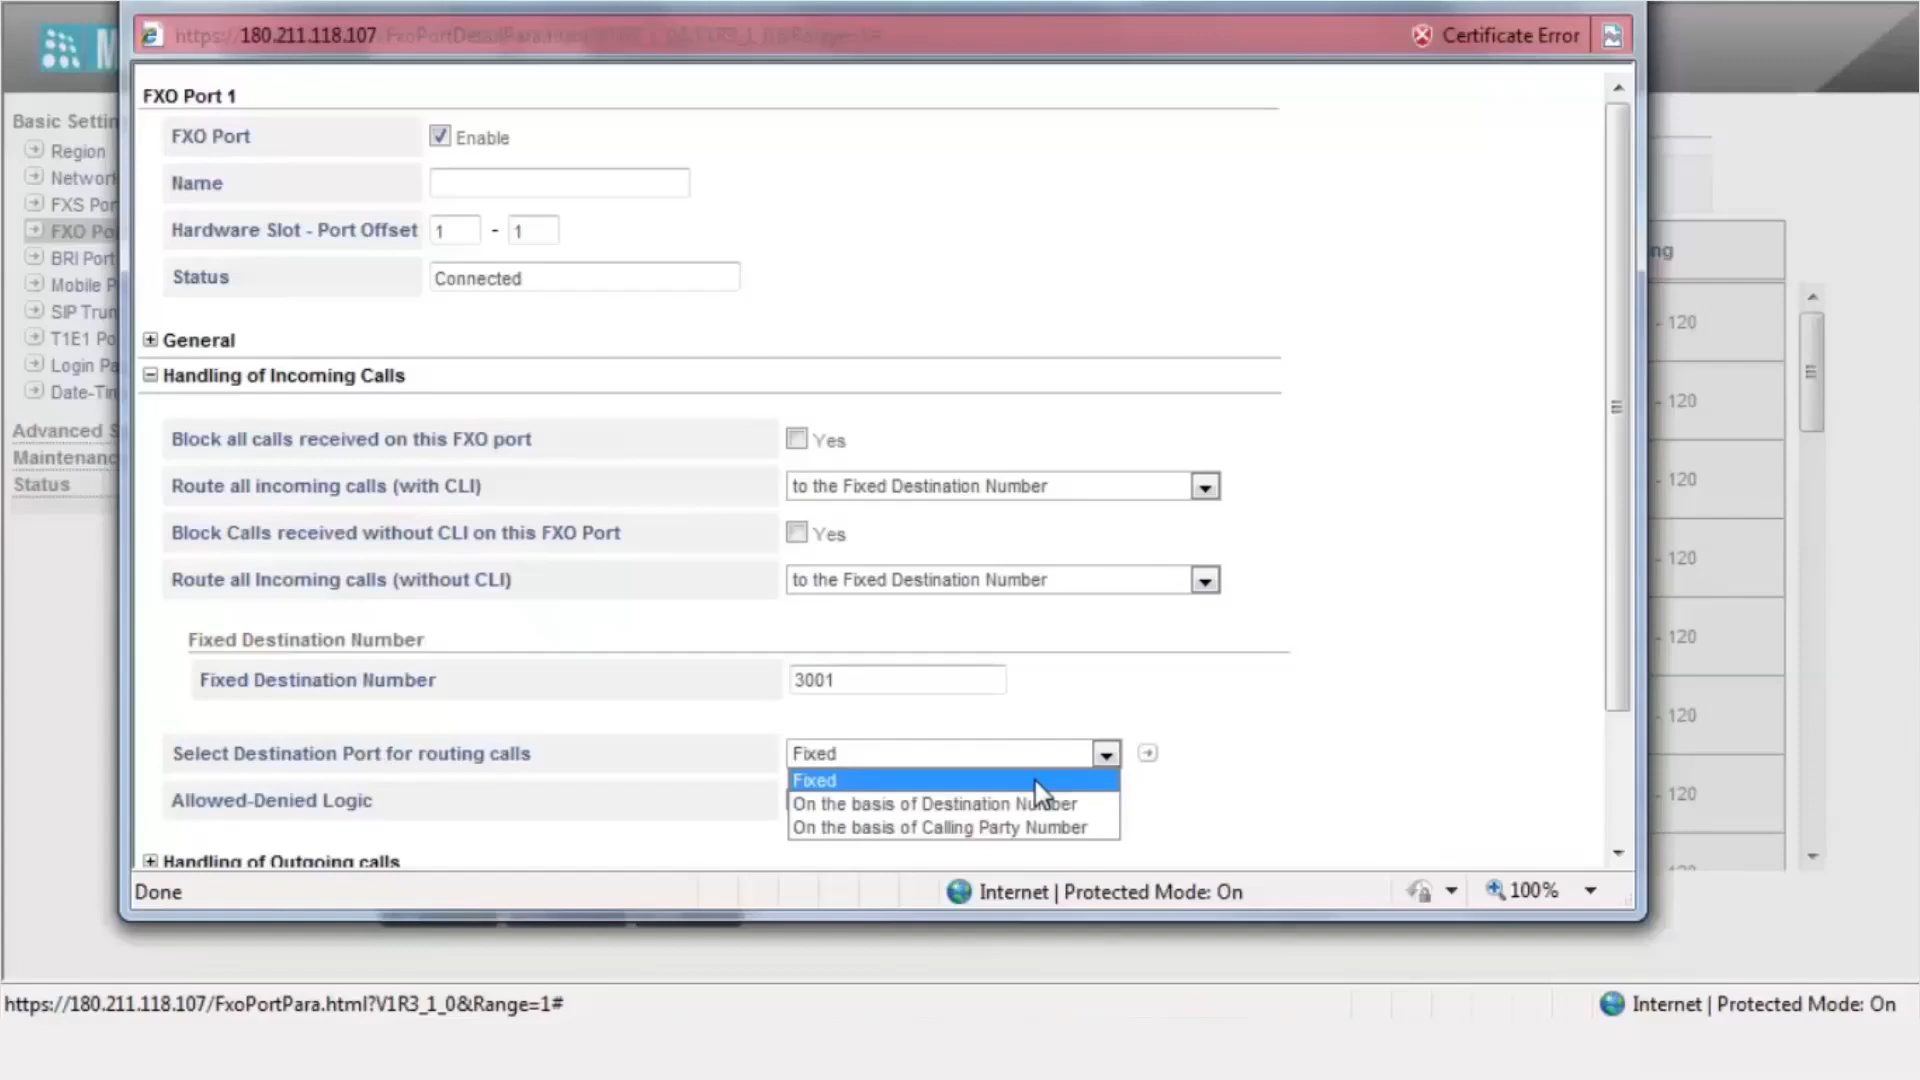 https://180.211.118.107/FxoPortDetailPara.html?
Certificate Error
M
FXO Port 1
FXO Port
Enable
Name
Hardware Slot - Port Offset 1 - 1
Status
Connected
General
Handling of Incoming Calls
Block all calls received on this FXO port
Yes
Route all incoming calls (with CLI)
to the Fixed Destination Number
Block Calls received without CLI on this FXO Port
Yes
Route all Incoming calls (without CLI)
to the Fixed Destination Number
Fixed Destination Number
Fixed Destination Number
3001
Select Destination Port for routing calls
Fixed
Fixed
On the basis of Destination Number
On the basis of Calling Party Number
Allowed-Denied Logic
Handling of Outgoing calls
Done
Internet | Protected Mode: On
100%
Basic Settin
Region
Network
FXS Por
FXO Po
BRI Port
Mobile P
SIP Trun
T1E1 Po
Login Pa
Date-Tim
Advanced S
Maintenanc
Status
ng
- 120
- 120
- 120
- 120
- 120
- 120
- 120
https://180.211.118.107/FxoPortPara.html?V1R3_1_0&Range=1#
Internet | Protected Mode: On